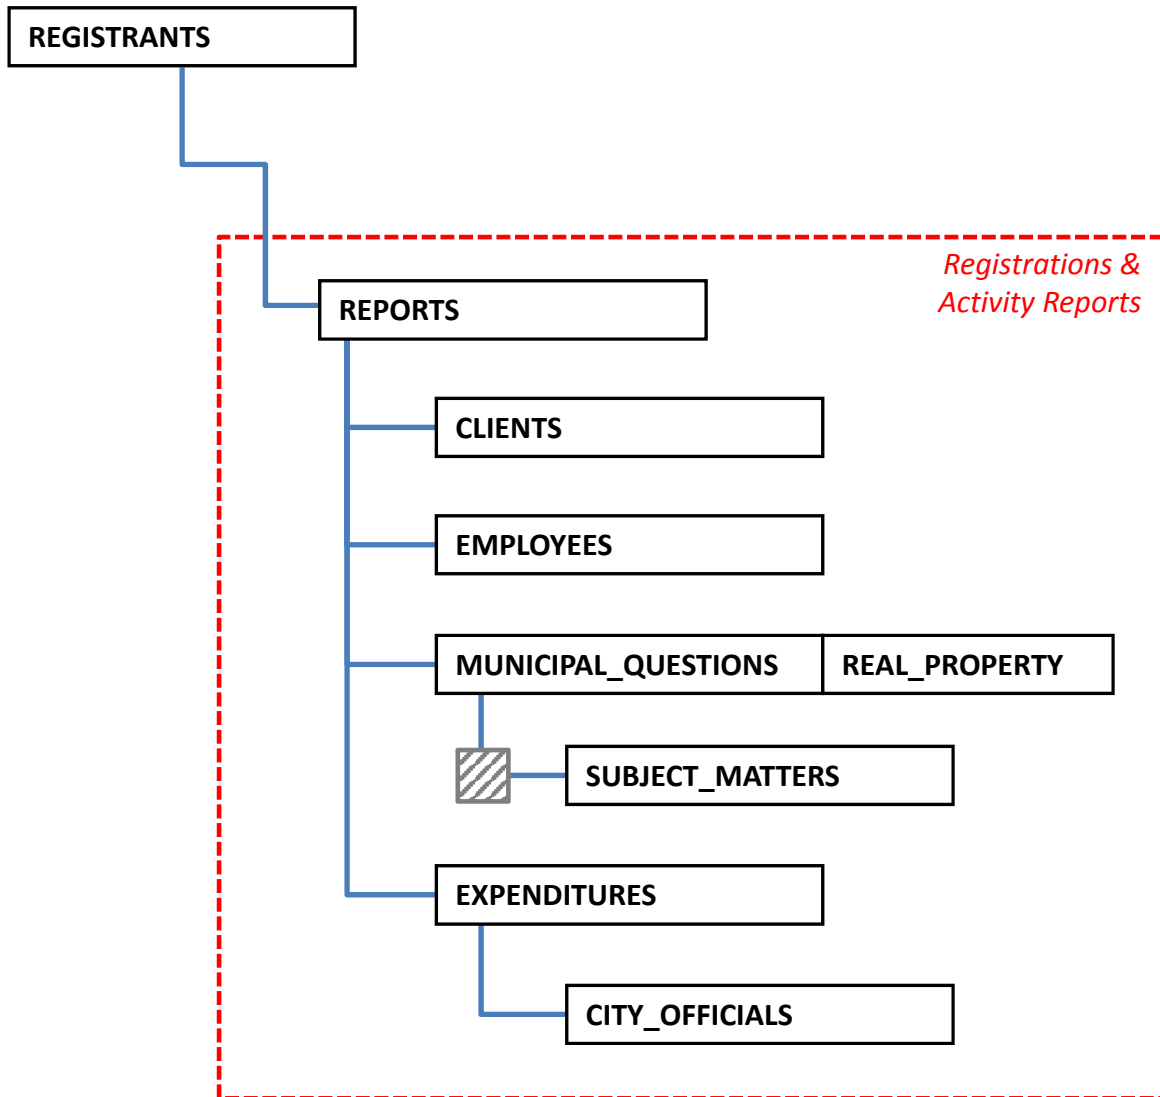 REGISTRANTS
Registrations &
Activity Reports
REPORTS
CLIENTS
EMPLOYEES
MUNICIPAL_QUESTIONS REAL_PROPERTY
SUBJECT_MATTERS
EXPENDITURES
CITY_OFFICIALS